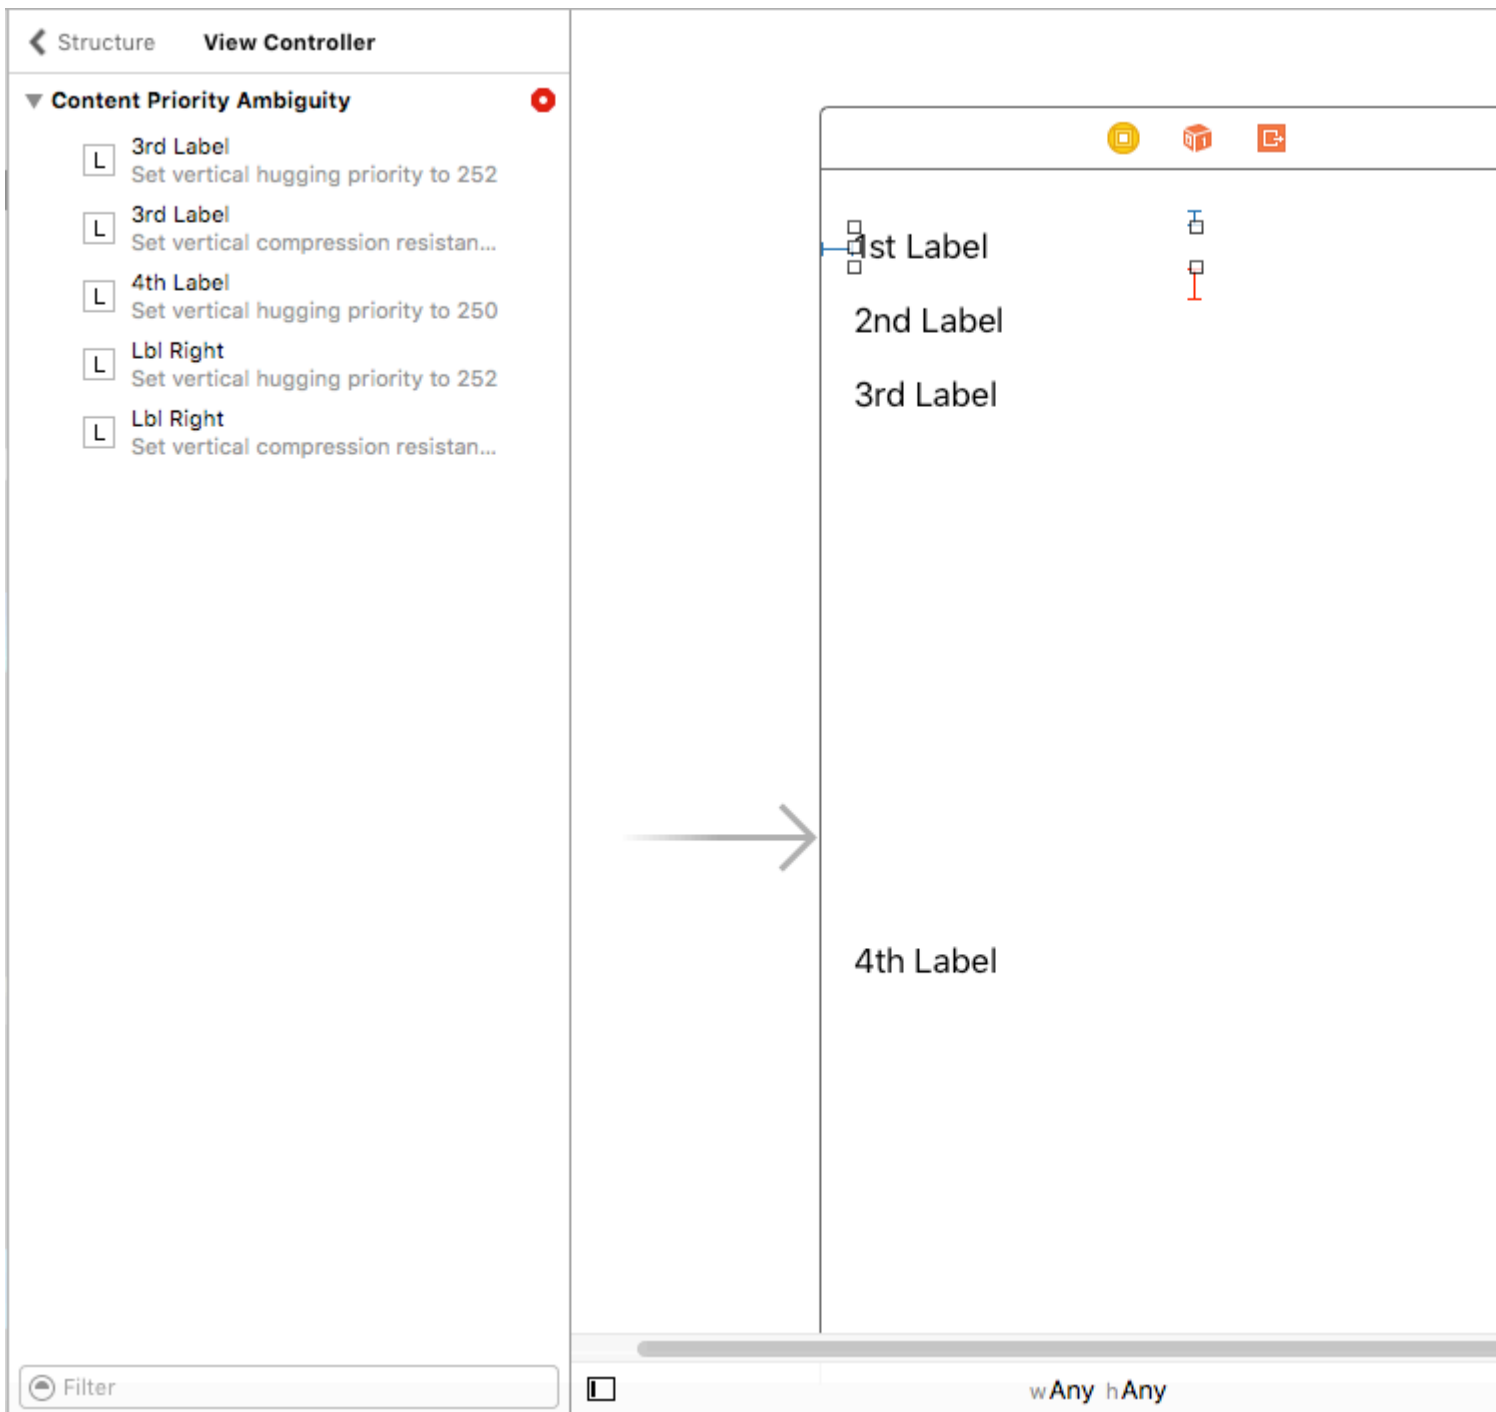 Structure View Controller
Content Priority Ambiguity
L 3rd Label
Set vertical hugging priority to 252
L 3rd Label
Set vertical compression resistan...
L 4th Label
Set vertical hugging priority to 250
L Lbl Right
Set vertical hugging priority to 252
L Lbl Right
Set vertical compression resistan...
Filter
1st Label
2nd Label
3rd Label
4th Label
wAny hAny